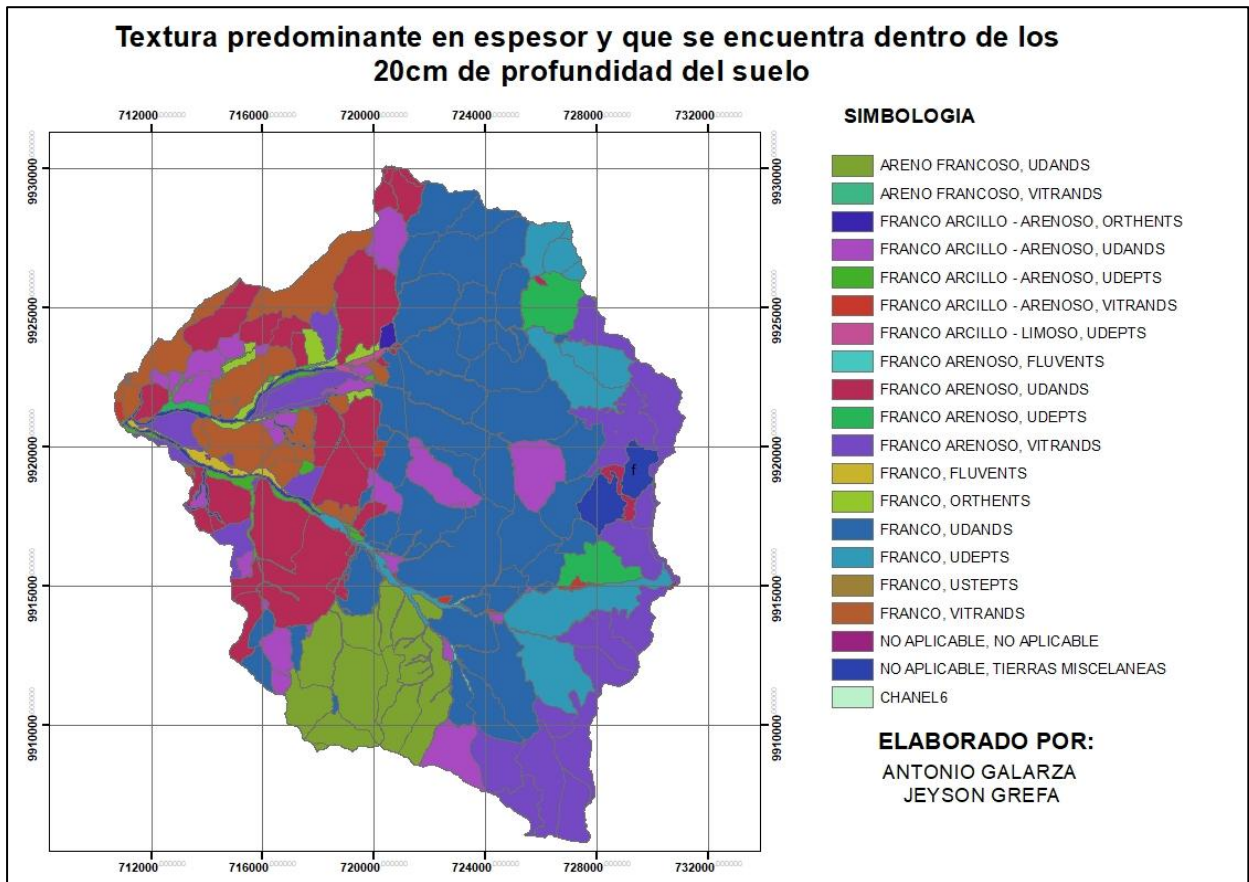 Textura predominante en espesor y que se encuentra dentro de los
20cm de profundidad del suelo
712000 716000 720000 724000 728000 732000
9930000 9930000
9925000 9925000
9920000 9920000
f
9915000 9915000
9910000 9910000
712000 716000 720000 724000 728000 732000
SIMBOLOGIA
ARENO FRANCOSO, UDANDS
ARENO FRANCOSO, VITRANDS
FRANCO ARCILLO - ARENOSO, ORTHENTS
FRANCO ARCILLO - ARENOSO, UDANDS
FRANCO ARCILLO - ARENOSO, UDEPTS
FRANCO ARCILLO - ARENOSO, VITRANDS
FRANCO ARCILLO - LIMOSO, UDEPTS
FRANCO ARENOSO, FLUVENTS
FRANCO ARENOSO, UDANDS
FRANCO ARENOSO, UDEPTS
FRANCO ARENOSO, VITRANDS
FRANCO, FLUVENTS
FRANCO, ORTHENTS
FRANCO, UDANDS
FRANCO, UDEPTS
FRANCO, USTEPTS
FRANCO, VITRANDS
NO APLICABLE, NO APLICABLE
NO APLICABLE, TIERRAS MISCELANEAS
CHANEL6
ELABORADO POR:
ANTONIO GALARZA
JEYSON GREFA